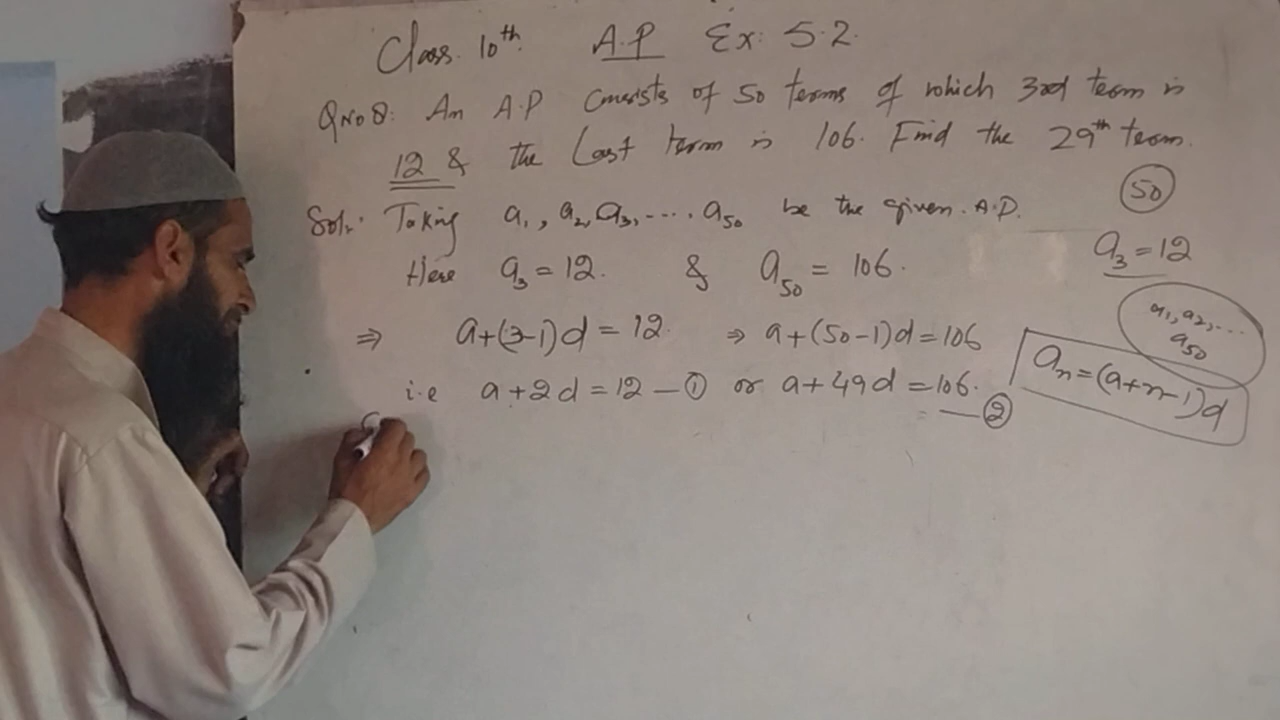 Class. 10th. A.P Ex: 5.2.
Q No 8: An A.P Consists of 50 terms of which 3rd term is
12 & the Last term is 106. Find the 29th term.
Sol: Taking a1, a2, a3, .... a50 be the given A.P.
Here a3 = 12. & a50 = 106.
⇒ a+(3-1)d = 12. ⇒ a+(50-1)d=106
i.e a+2d = 12 — ① or a+49d =106.
— ②
50
a3 = 12
a1, a2, ...
a50
an=(a+n-1)d